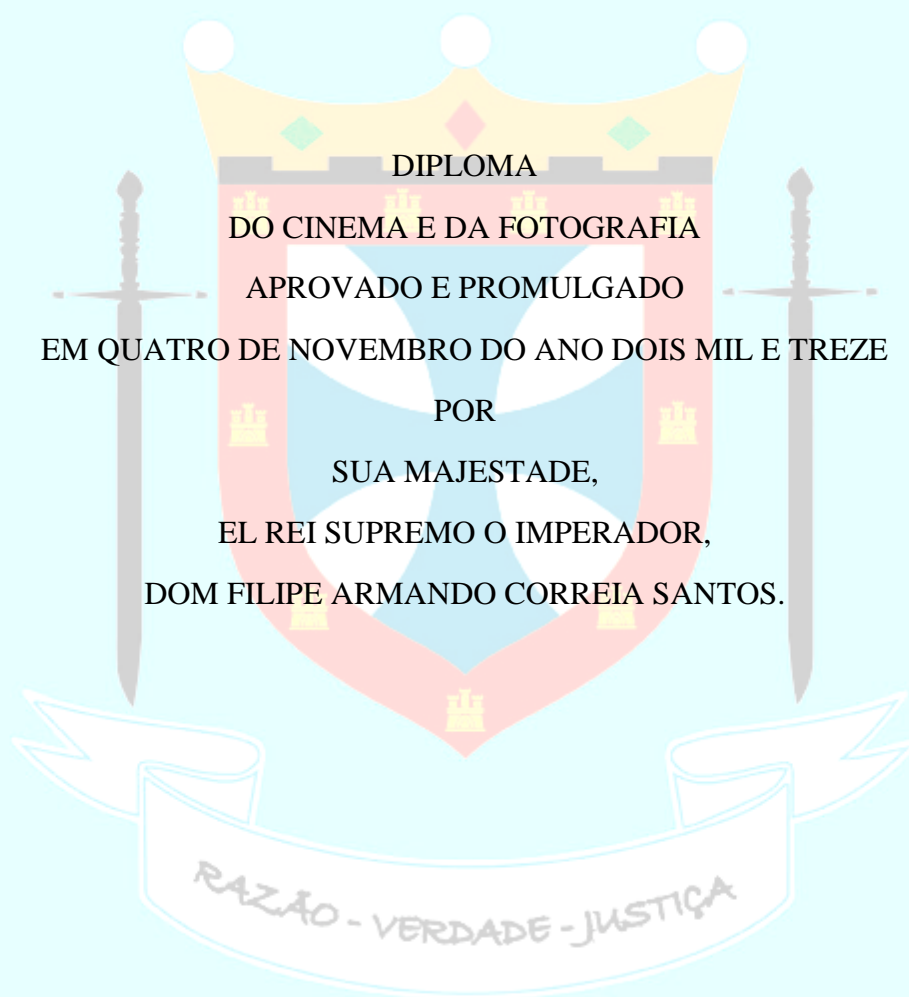 DIPLOMA
DO CINEMA E DA FOTOGRAFIA
APROVADO E PROMULGADO
EM QUATRO DE NOVEMBRO DO ANO DOIS MIL E TREZE
POR
SUA MAJESTADE,
EL REI SUPREMO O IMPERADOR,
DOM FILIPE ARMANDO CORREIA SANTOS.
RAZÃO - VERDADE - JUSTIÇA